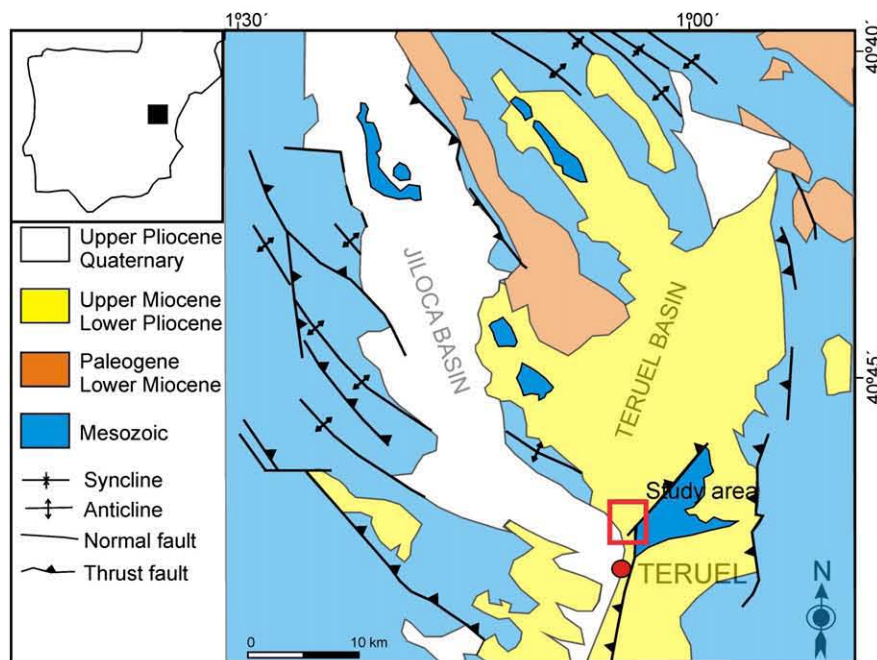 1º30'
1º00'
40º40'
Upper Pliocene
Quaternary
Upper Miocene
Lower Pliocene
Paleogene
Lower Miocene
Mesozoic
Syncline
Anticline
Normal fault
Thrust fault
JILOCA BASIN
TERUEL BASIN
40º45'
Study area
TERUEL
N
0 10 km